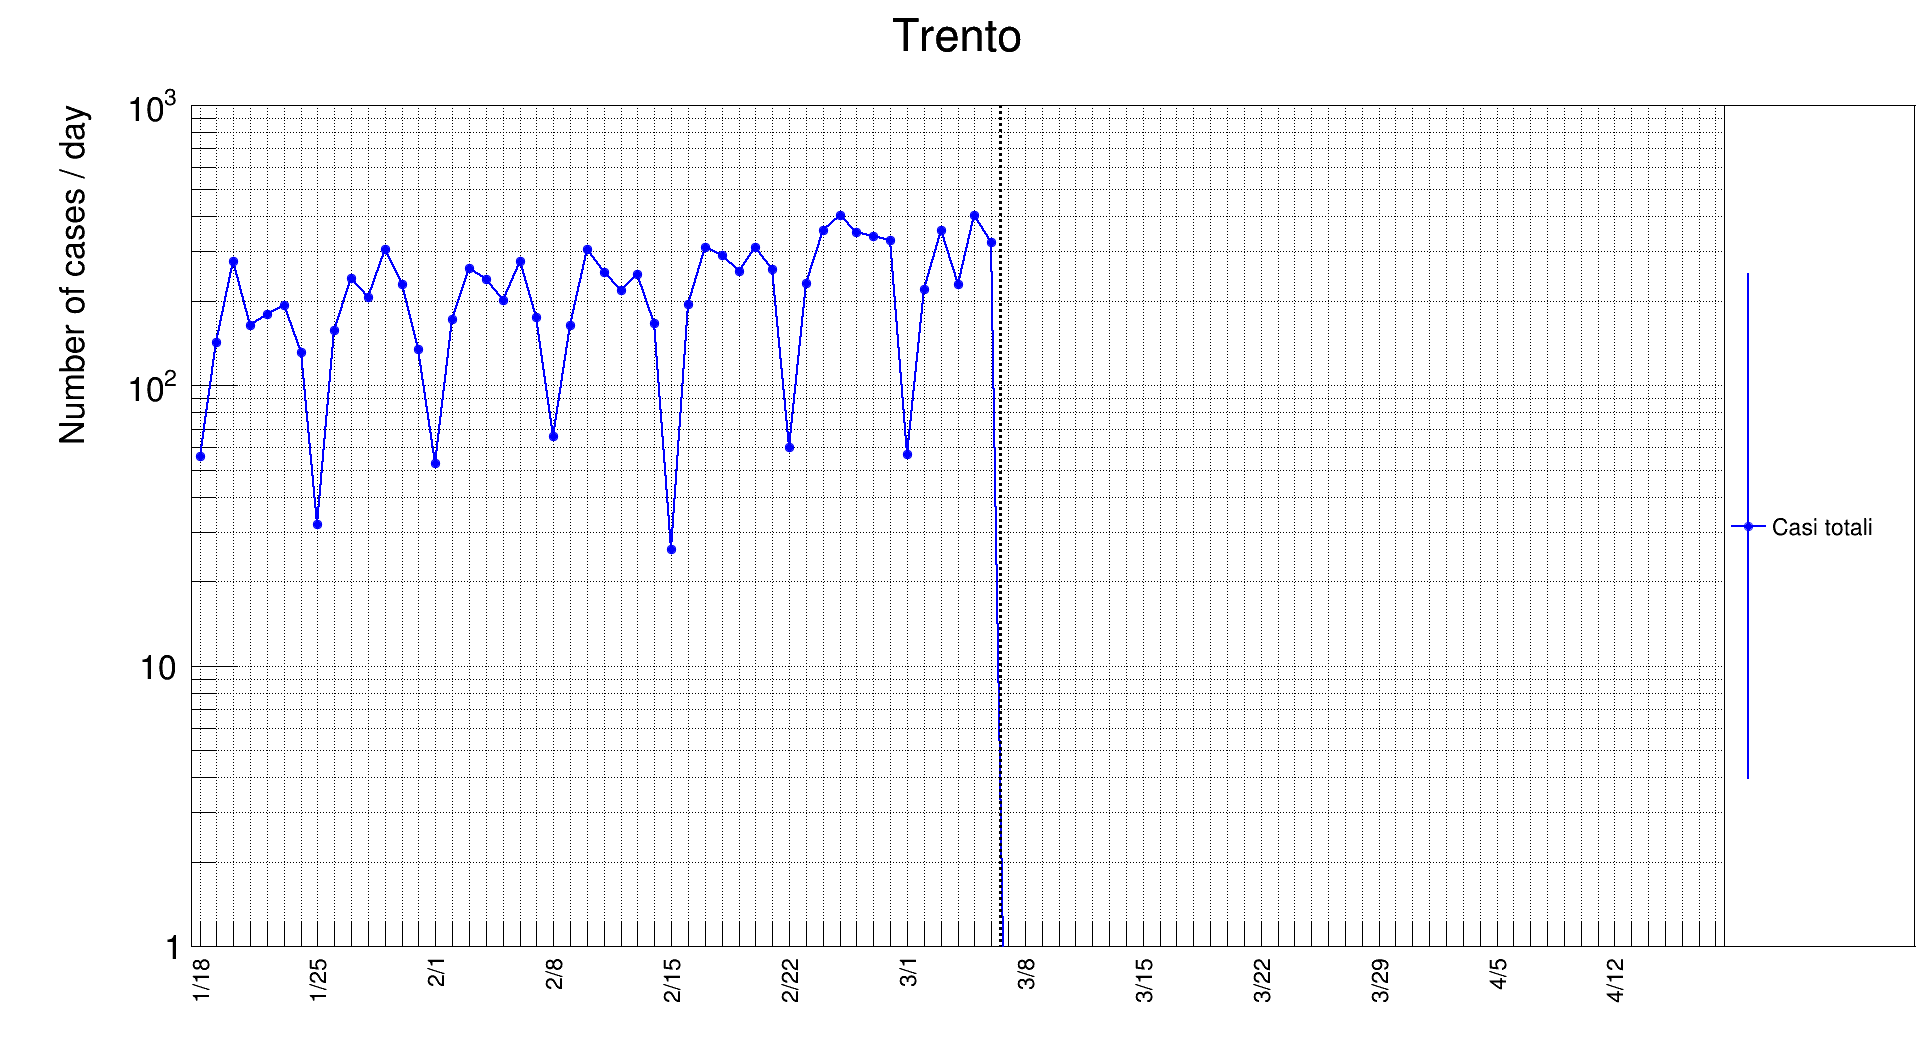 Trento
Number of cases / day
10³
10²
10
1
1/18 1/25 2/1 2/8 2/15 2/22 3/1 3/8 3/15 3/22 3/29 4/5 4/12
Casi totali